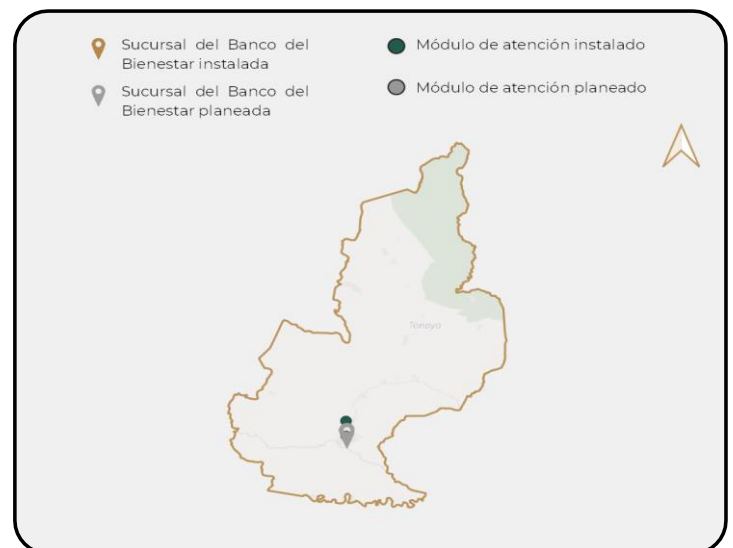 Sucursal del Banco del
Bienestar instalada
Sucursal del Banco del
Bienestar planeada
Módulo de atención instalado
Módulo de atención planeado
Tonaya